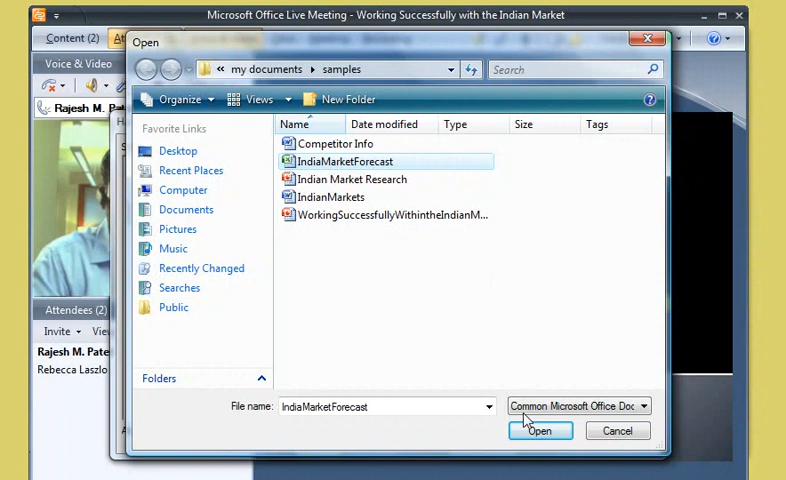 Microsoft Office Live Meeting - Working Successfully with the Indian Market
Content (2)
Voice & Video
Rajesh M. P
Open
« my documents ▸ samples
Search
Organize
Views
New Folder
Favorite Links
Desktop
Recent Places
Computer
Documents
Pictures
Music
Recently Changed
Searches
Public
Folders
Name
Date modified
Type
Size
Tags
Competitor Info
IndiaMarketForecast
Indian Market Research
IndianMarkets
WorkingSuccessfullyWithintheIndianM...
File name:
IndiaMarketForecast
Common Microsoft Office Doc
Open
Cancel
Attendees (2)
Invite
Viev
Rajesh M. Pate
Rebecca Laszlo